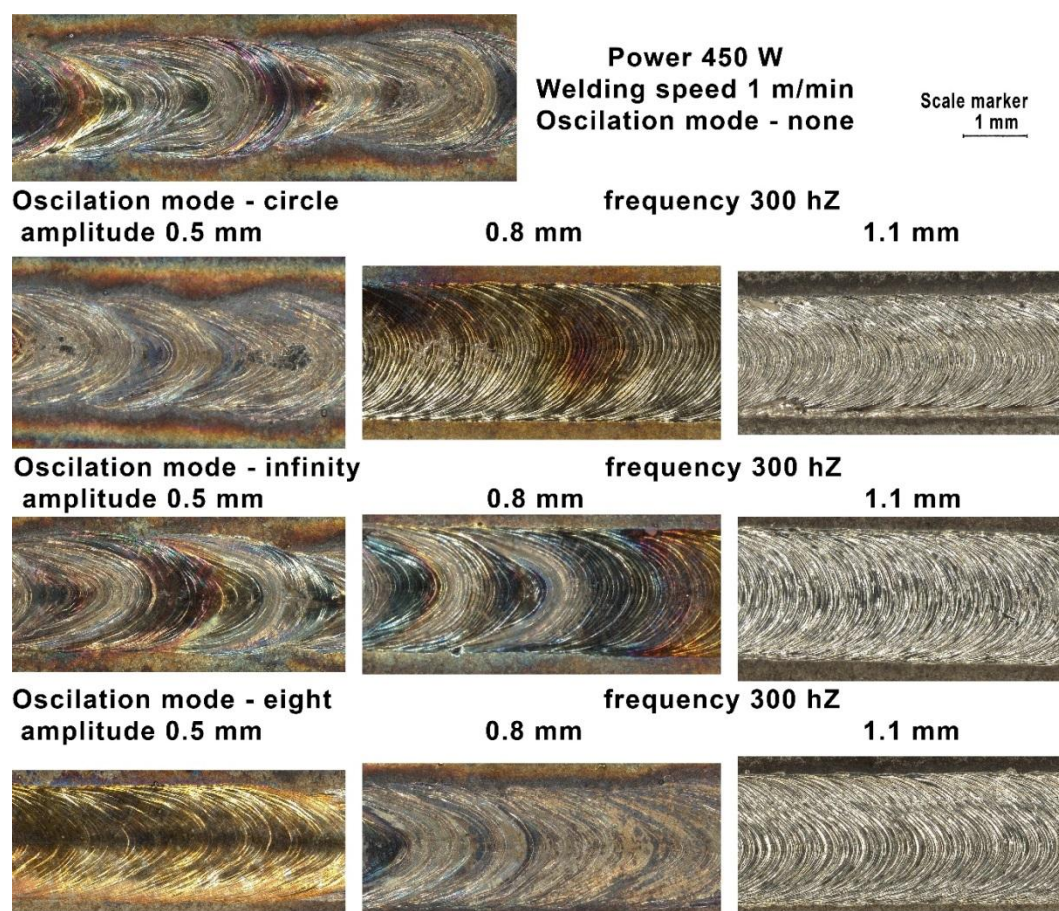 Power 450 W
Welding speed 1 m/min
Oscilation mode - none
Scale marker
1 mm
Oscilation mode - circle frequency 300 hZ
amplitude 0.5 mm 0.8 mm 1.1 mm
Oscilation mode - infinity frequency 300 hZ
amplitude 0.5 mm 0.8 mm 1.1 mm
Oscilation mode - eight frequency 300 hZ
amplitude 0.5 mm 0.8 mm 1.1 mm